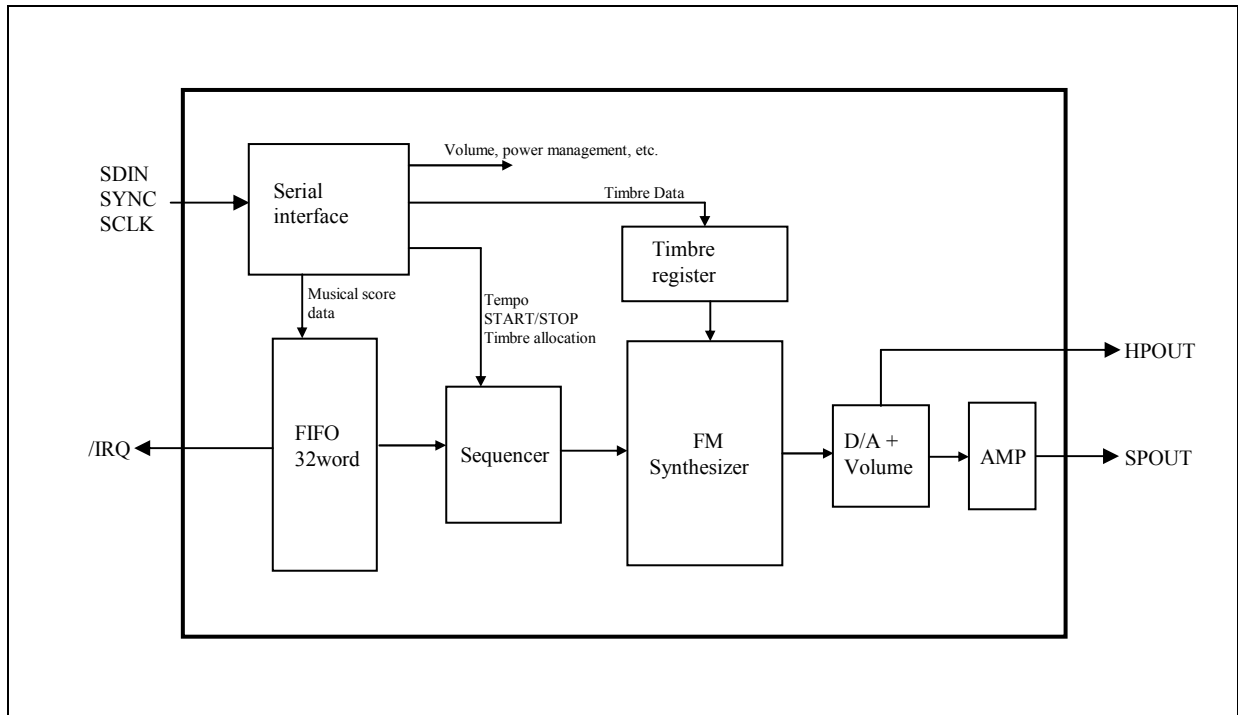 Volume, power management, etc.
SDIN
SYNC
SCLK
Serial
interface
Timbre Data
Timbre
register
Musical score
data
Tempo
START/STOP
Timbre allocation
HPOUT
/IRQ
FIFO
32word
Sequencer
FM
Synthesizer
D/A +
Volume
AMP
SPOUT